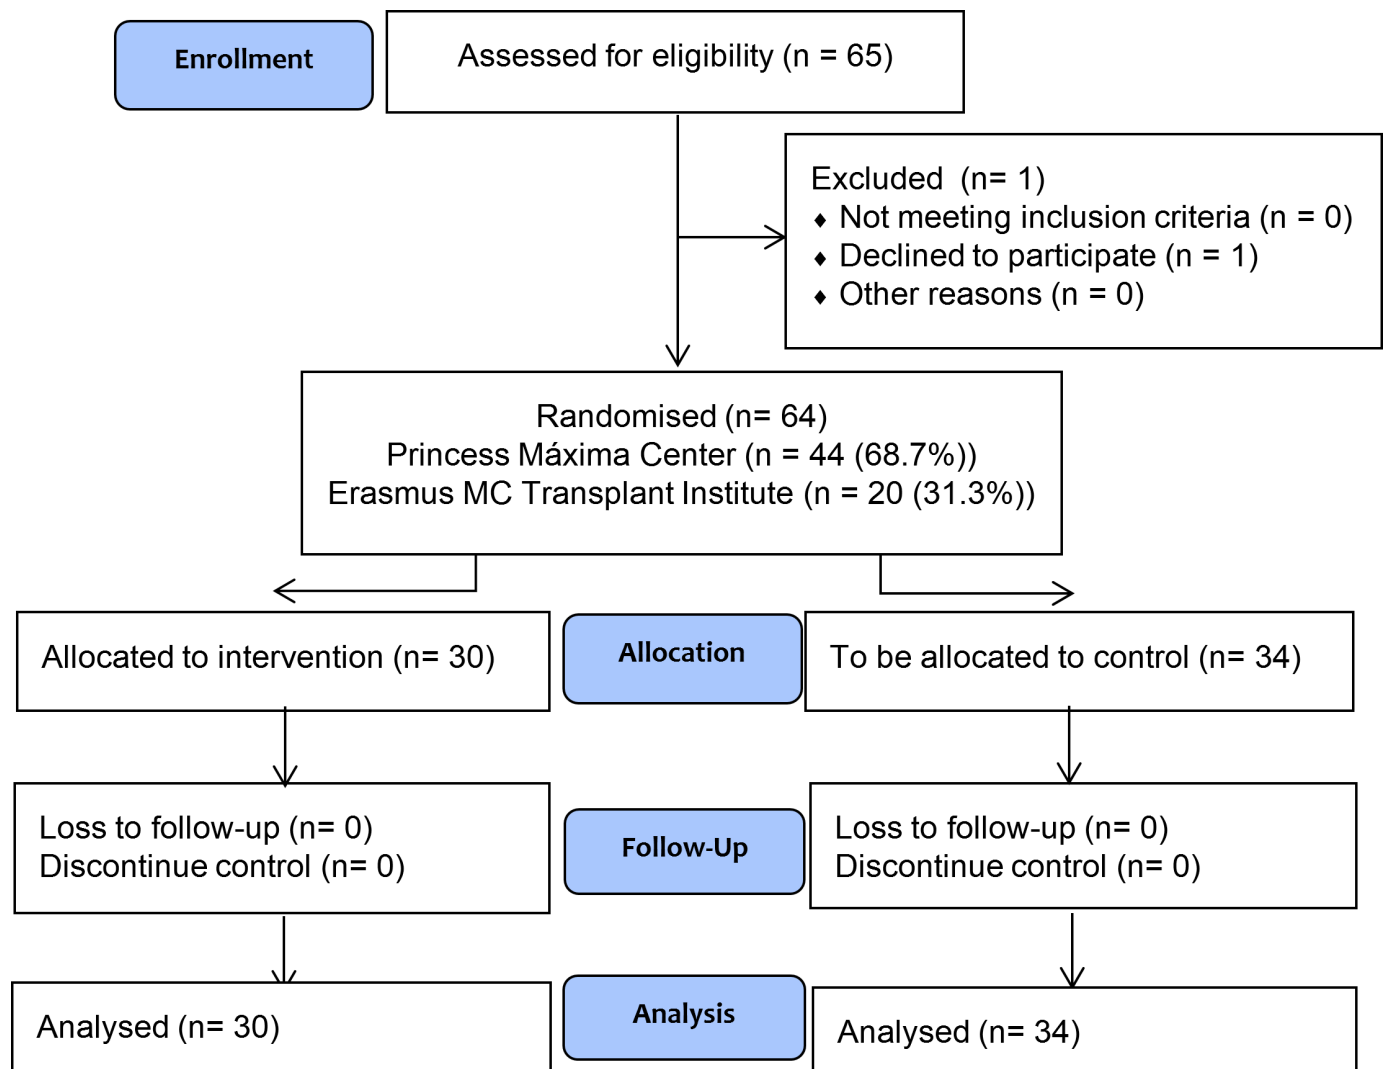 Enrollment
Assessed for eligibility (n = 65)
Excluded (n= 1)
♦ Not meeting inclusion criteria (n = 0)
♦ Declined to participate (n = 1)
♦ Other reasons (n = 0)
Randomised (n= 64)
Princess Máxima Center (n = 44 (68.7%))
Erasmus MC Transplant Institute (n = 20 (31.3%))
Allocated to intervention (n= 30)
Allocation
To be allocated to control (n= 34)
Loss to follow-up (n= 0)
Discontinue control (n= 0)
Follow-Up
Loss to follow-up (n= 0)
Discontinue control (n= 0)
Analysed (n= 30)
Analysis
Analysed (n= 34)